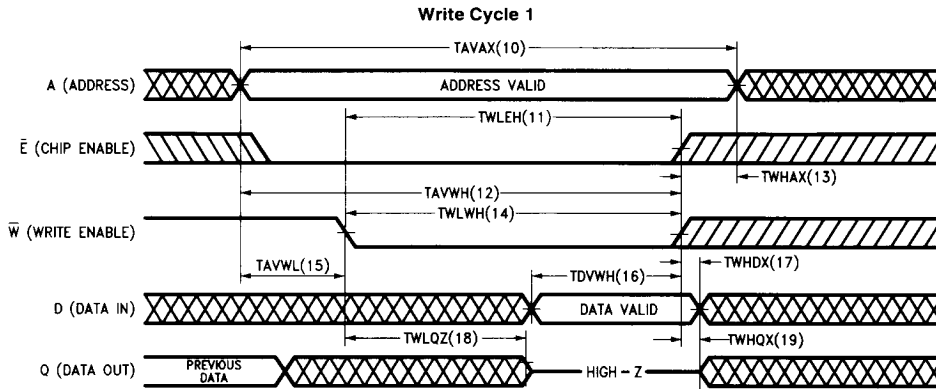 Write Cycle 1
TAVAX(10)
A (ADDRESS)
ADDRESS VALID
TWLEH(11)
E̅ (CHIP ENABLE)
TWHAX(13)
TAVWH(12)
TWLWH(14)
W̅ (WRITE ENABLE)
TAVWL(15)
TDVWH(16)
TWHDX(17)
D (DATA IN)
DATA VALID
TWLQZ(18)
TWHQX(19)
Q (DATA OUT)
PREVIOUS
DATA
HIGH - Z